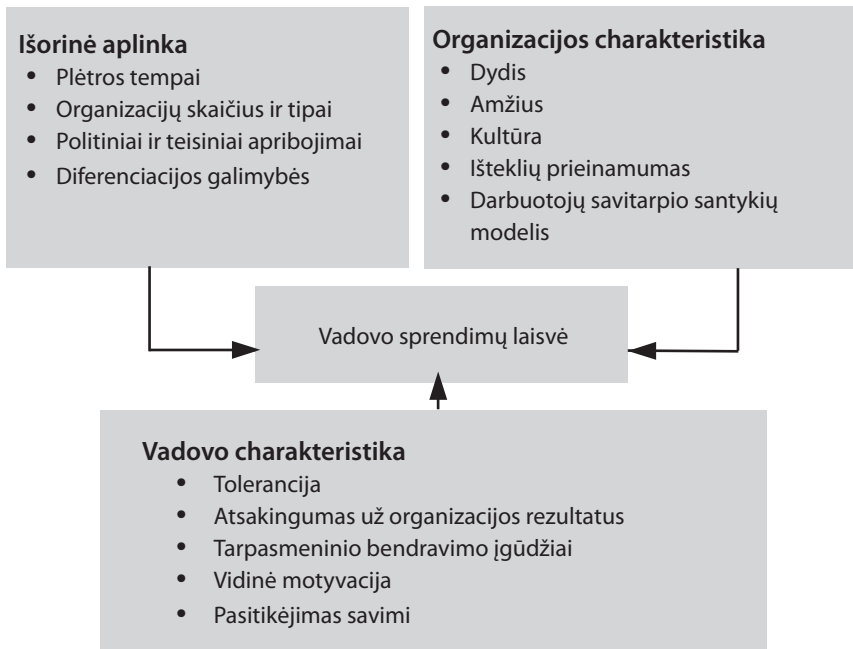 Išorinė aplinka
• Plėtros tempai
• Organizacijų skaičius ir tipai
• Politiniai ir teisiniai apribojimai
• Diferenciacijos galimybės
Organizacijos charakteristika
• Dydis
• Amžius
• Kultūra
• Išteklių prieinamumas
• Darbuotojų savitarpio santykių
modelis
Vadovo sprendimų laisvė
Vadovo charakteristika
• Tolerancija
• Atsakingumas už organizacijos rezultatus
• Tarpasmeninio bendravimo įgūdžiai
• Vidinė motyvacija
• Pasitikėjimas savimi